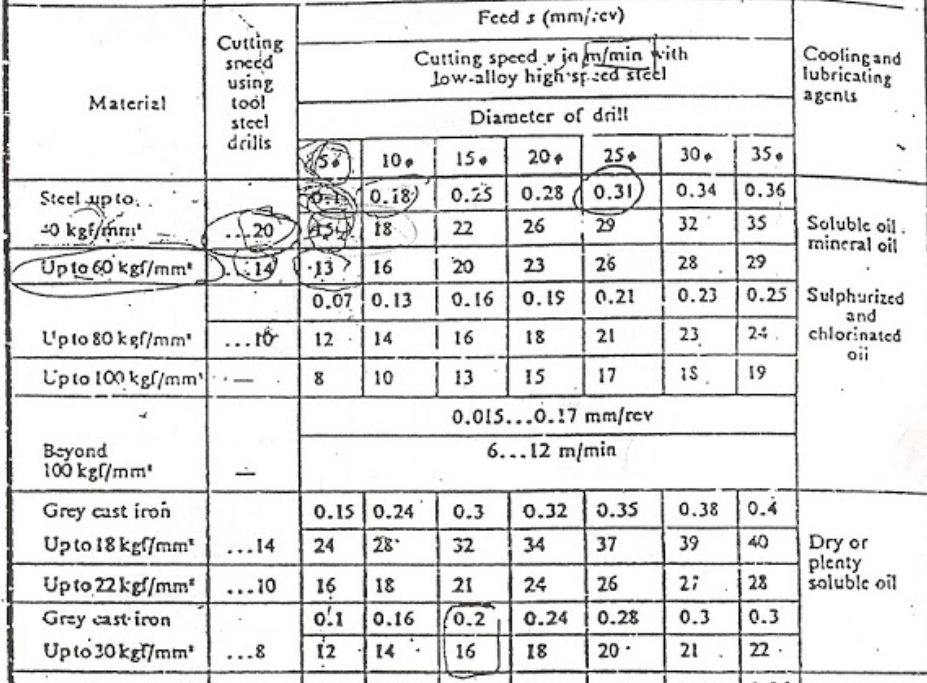 Feed s (mm/rev)
Cutting speed v in m/min with
low-alloy high speed steel
Diameter of drill
Material
Cutting
speed
using
tool
steel
drills
Cooling and
lubricating
agents
5ø 10ø 15ø 20ø 25ø 30ø 35ø
Steel up to 0.18 0.25 0.28 0.31 0.34 0.36
40 kgf/mm² ...20 15 18 22 26 29 32 35
Soluble oil
mineral oil
Up to 60 kgf/mm² ...14 13 16 20 23 26 28 29
0.07 0.13 0.16 0.19 0.21 0.23 0.25
Sulphurized
and
chlorinated
oil
Up to 80 kgf/mm² ...10 12 14 16 18 21 23 24
Up to 100 kgf/mm² — 8 10 13 15 17 18 19
0.015...0.17 mm/rev
6...12 m/min
Beyond
100 kgf/mm² —
Grey cast iron 0.15 0.24 0.3 0.32 0.35 0.38 0.4
Up to 18 kgf/mm² ...14 24 28 32 34 37 39 40
Dry or
plenty
soluble oil
Up to 22 kgf/mm² ...10 16 18 21 24 26 27 28
Grey cast iron 0.1 0.16 0.2 0.24 0.28 0.3 0.3
Up to 30 kgf/mm² ...8 12 14 16 18 20 21 22